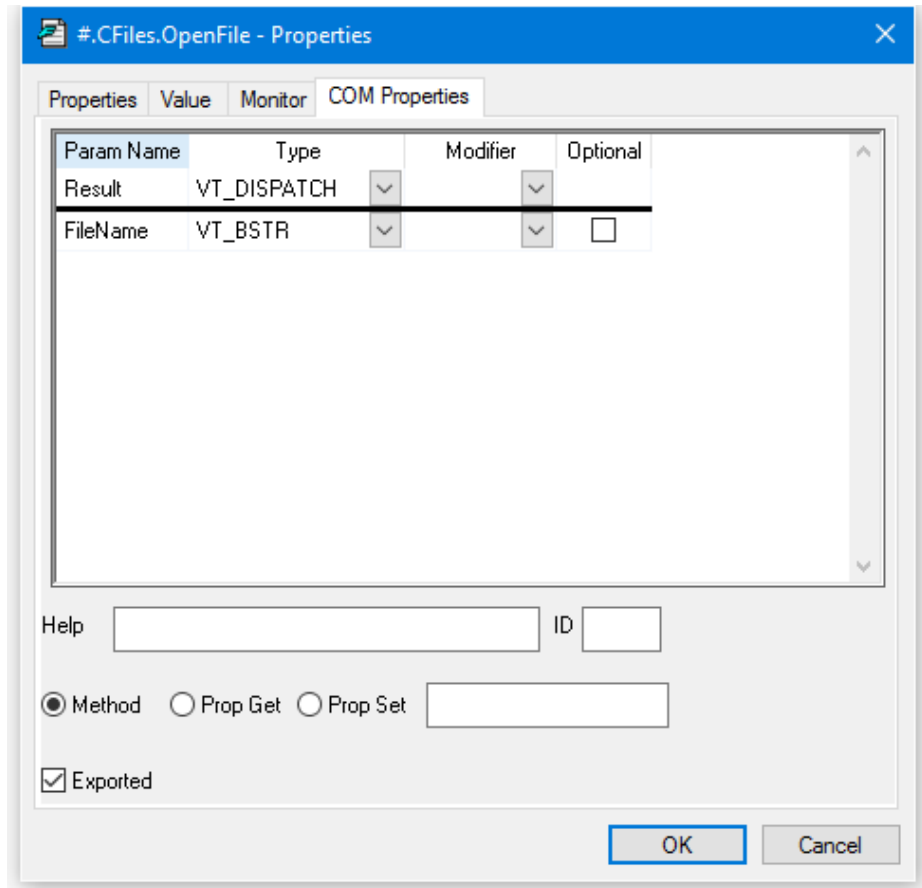 #.CFiles.OpenFile - Properties
Properties Value Monitor COM Properties
Param Name Type Modifier Optional
Result VT_DISPATCH
FileName VT_BSTR
Help ID
Method Prop Get Prop Set
Exported
OK Cancel